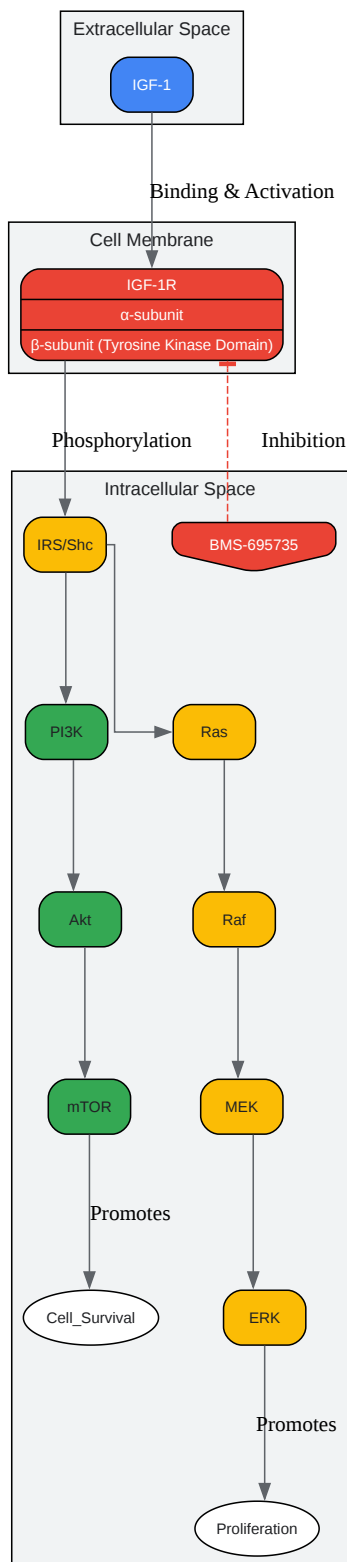 Extracellular Space
IGF-1
Binding & Activation
Cell Membrane
IGF-1R
α-subunit
β-subunit (Tyrosine Kinase Domain)
Phosphorylation
Inhibition
Intracellular Space
IRS/Shc
BMS-695735
PI3K
Ras
Akt
Raf
mTOR
MEK
Promotes
Cell_Survival
ERK
Promotes
Proliferation